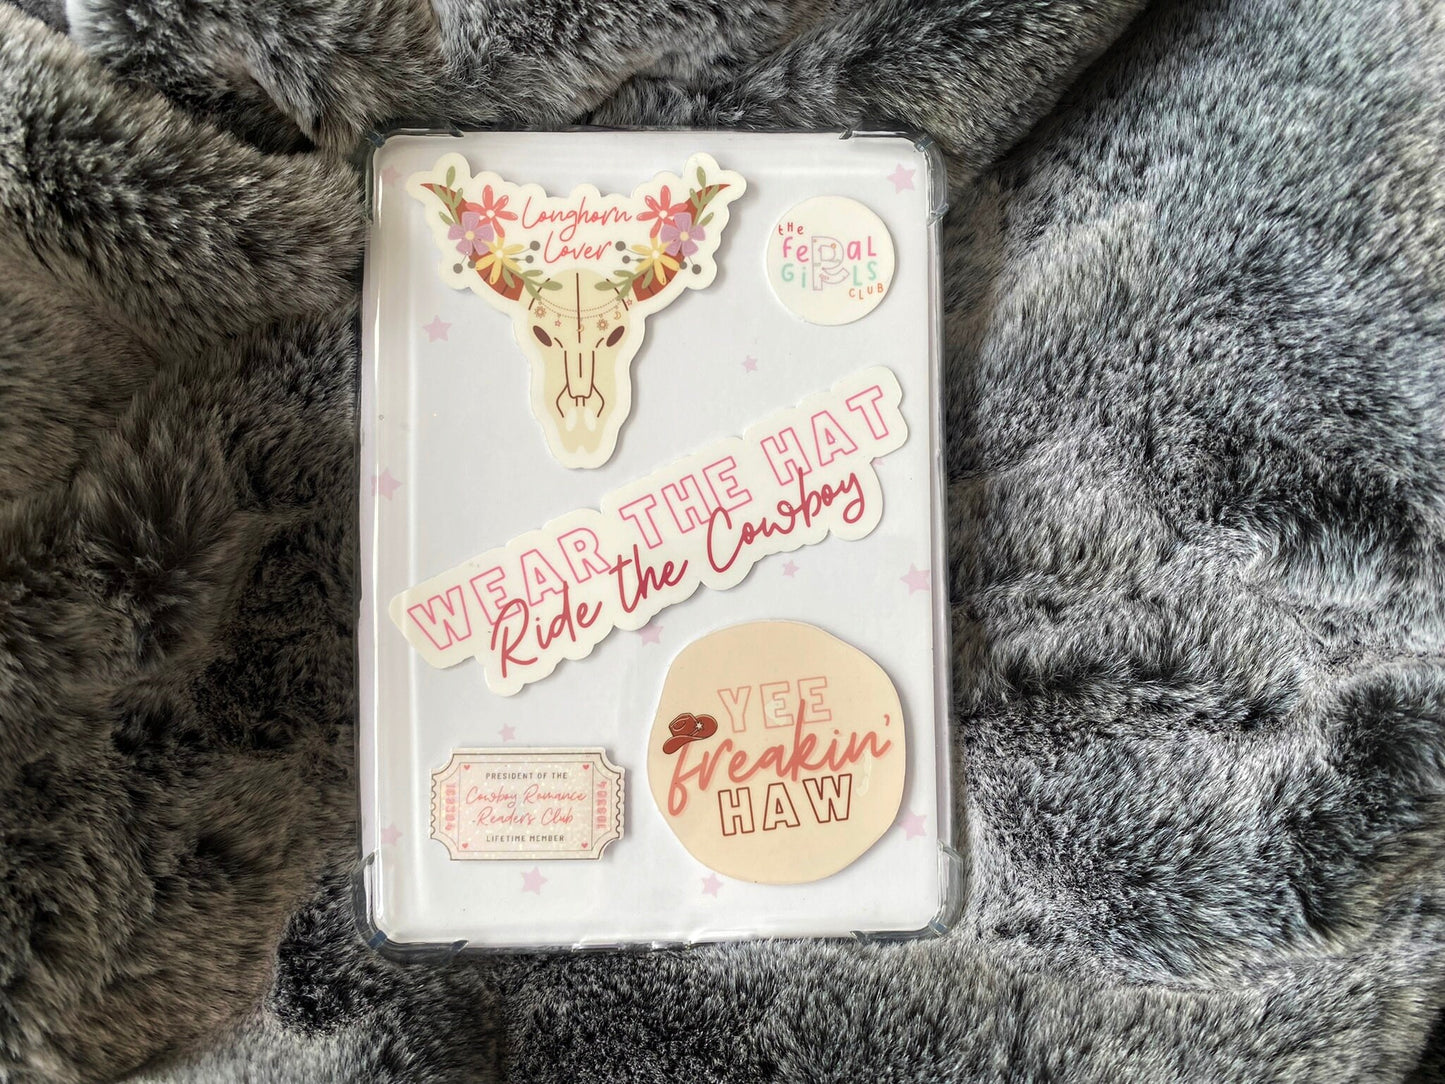 Longhorn
Lover
the
feRal
GiRls
club
WEAR THE HAT
Ride the Cowboy
YEE
freakin'
HAW
PRESIDENT OF THE
Cowboy Romance
Readers Club
LIFETIME MEMBER